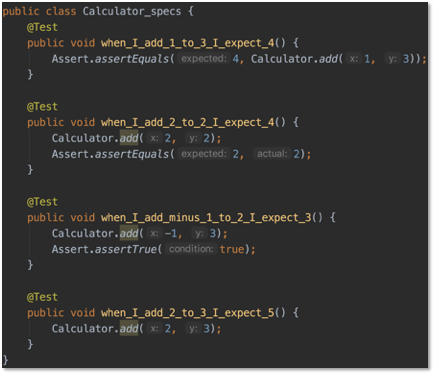 public class Calculator_specs {
@Test
public void when_I_add_1_to_3_I_expect_4() {
Assert.assertEquals( expected: 4, Calculator.add( x: 1, y: 3));
}
@Test
public void when_I_add_2_to_2_I_expect_4() {
Calculator.add( x: 2, y: 2);
Assert.assertEquals( expected: 2, actual: 2);
}
@Test
public void when_I_add_minus_1_to_2_I_expect_3() {
Calculator.add( x: -1, y: 3);
Assert.assertTrue( condition: true);
}
@Test
public void when_I_add_2_to_3_I_expect_5() {
Calculator.add( x: 2, y: 3);
}
}